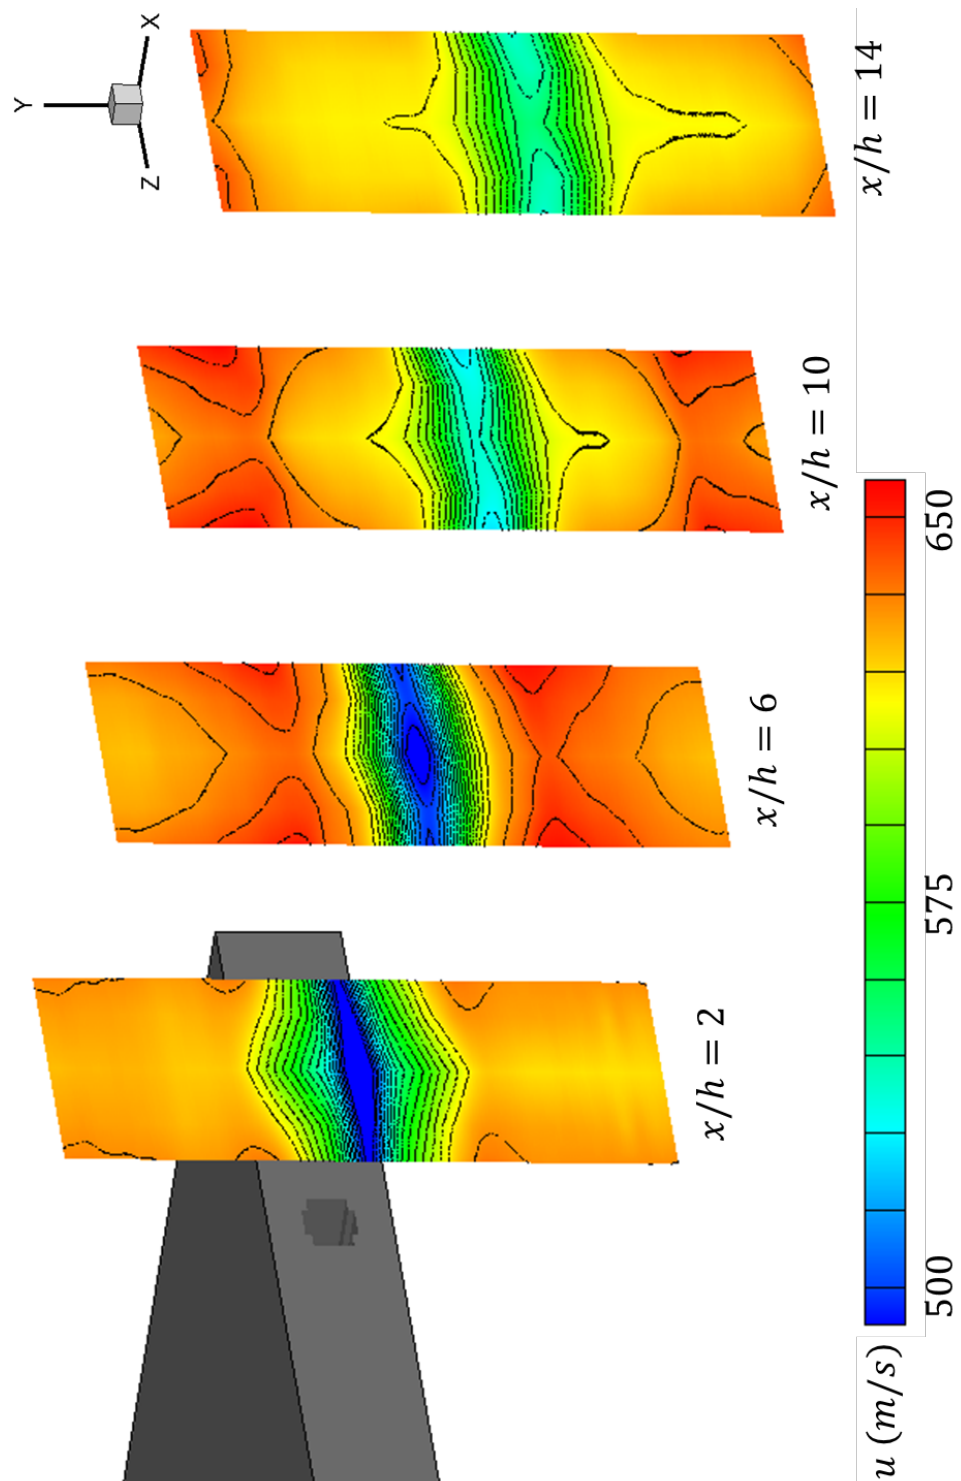 Y
X
Z
x/h = 14
x/h = 10
x/h = 6
x/h = 2
650
575
500
u (m/s)